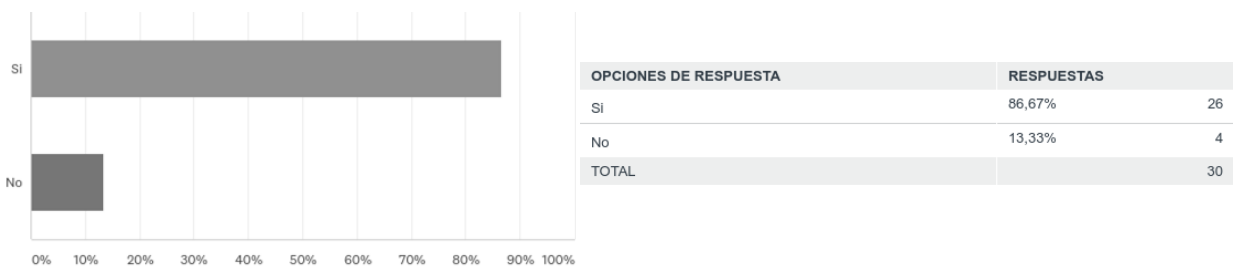 Si
No
0% 10% 20% 30% 40% 50% 60% 70% 80% 90% 100%
OPCIONES DE RESPUESTA RESPUESTAS
Si 86,67% 26
No 13,33% 4
TOTAL 30